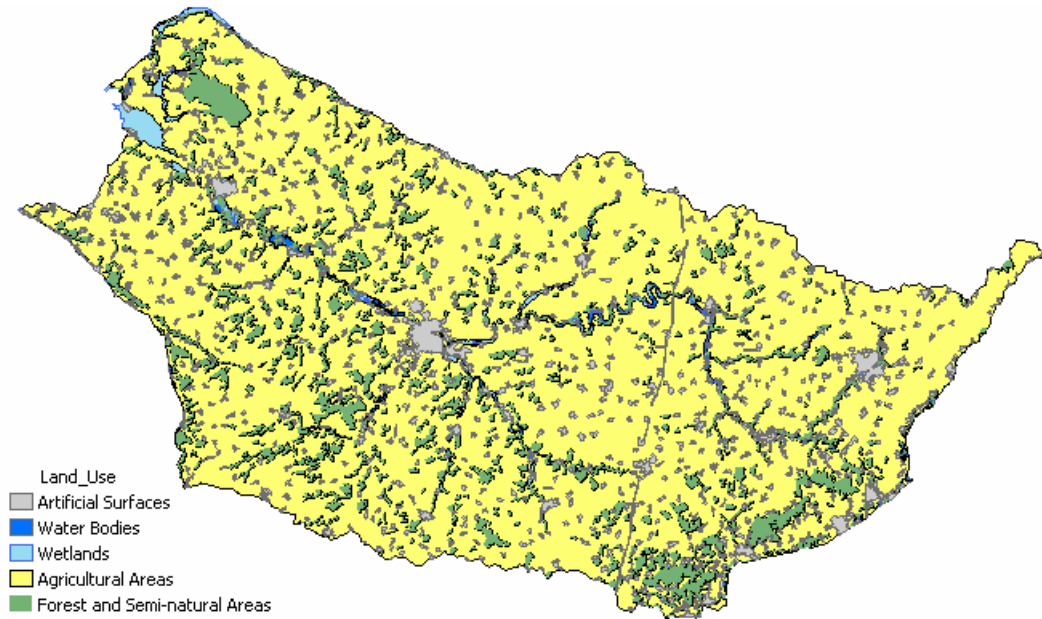 Land_Use
Artificial Surfaces
Water Bodies
Wetlands
Agricultural Areas
Forest and Semi-natural Areas